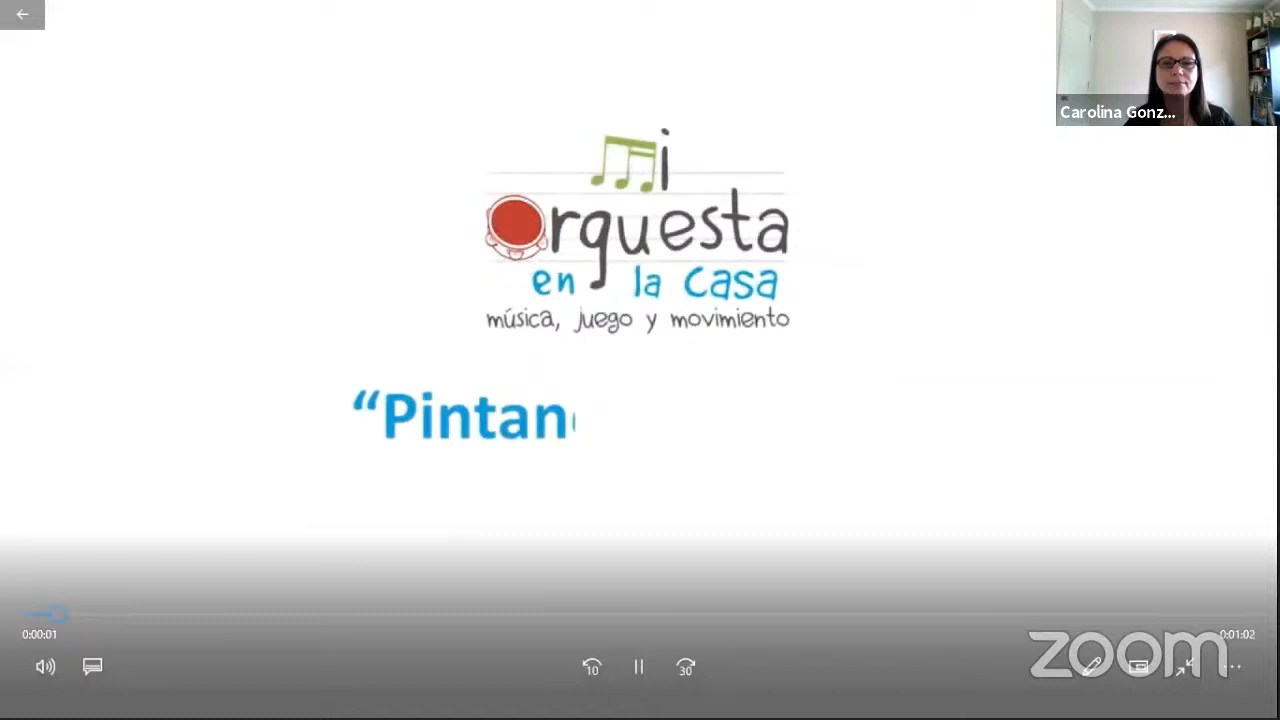 Carolina Gonz...
mi
orquesta
en la casa
música, juego y movimiento
“Pintan
0:00:01
0:01:02
10
30
zoom